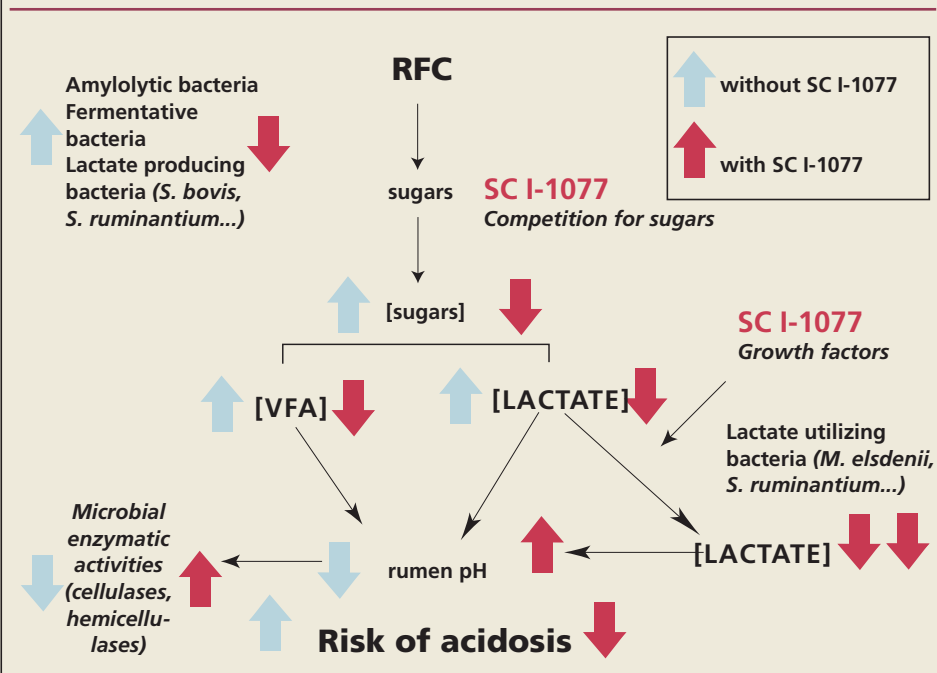 RFC
without SC I-1077
with SC I-1077
Amylolytic bacteria
Fermentative
bacteria
Lactate producing
bacteria (S. bovis,
S. ruminantium...)
sugars
SC I-1077
Competition for sugars
[sugars]
SC I-1077
Growth factors
[VFA]
[LACTATE]
Lactate utilizing
bacteria (M. elsdenii,
S. ruminantium...)
Microbial
enzymatic
activities
(cellulases,
hemicellu-
lases)
rumen pH
[LACTATE]
Risk of acidosis